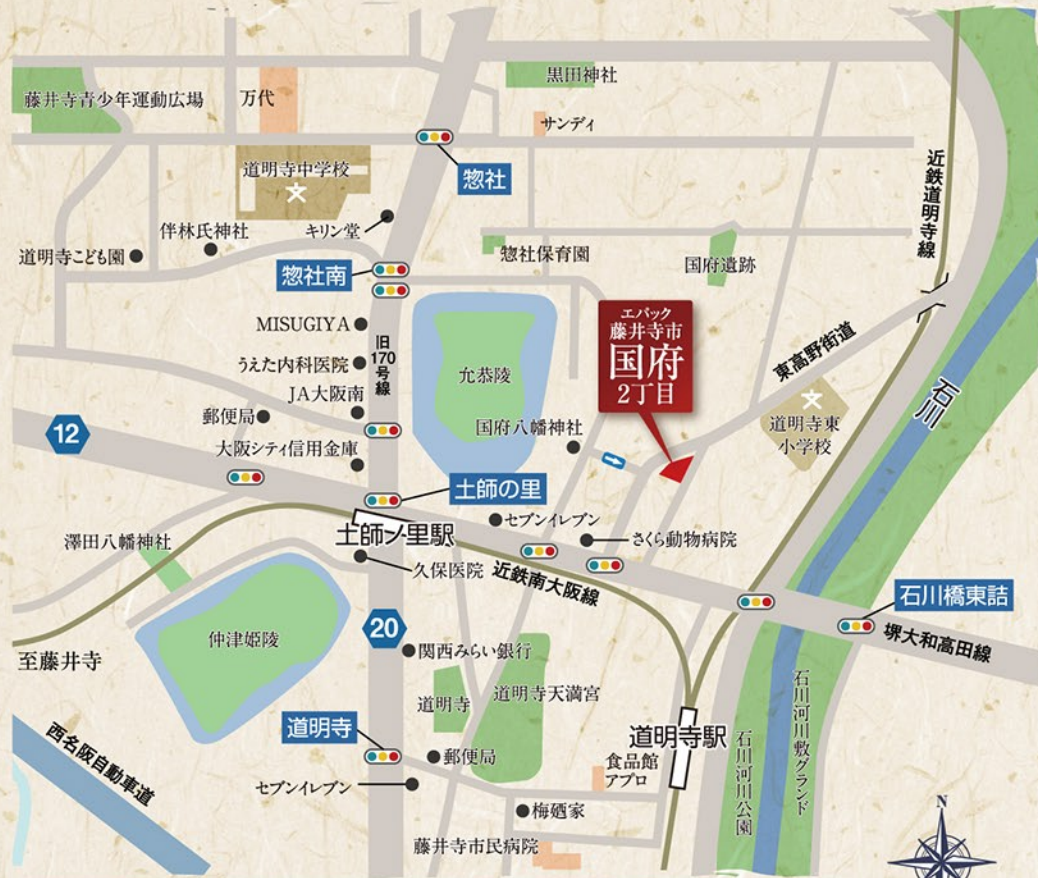 黒田神社
藤井寺青少年運動広場
万代
サンディ
惣社
道明寺中学校
近鉄道明寺線
伴林氏神社
キリン堂
道明寺こども園
惣社保育園
国府遺跡
惣社南
エパック
藤井寺市
国府
2丁目
MISUGIYA
旧
170
号
線
うえた内科医院
允恭陵
東高野街道
石川
JA大阪南
郵便局
国府八幡神社
道明寺東
小学校
12
大阪シティ信用金庫
土師の里
セブンイレブン
土師ノ里駅
さくら動物病院
澤田八幡神社
久保医院
近鉄南大阪線
石川橋東詰
20
堺大和高田線
仲津姫陵
関西みらい銀行
至藤井寺
道明寺
道明寺天満宮
石川河川敷グランド
道明寺
道明寺駅
石川河川公園
西名阪自動車道
郵便局
食品館
アプロ
セブンイレブン
梅廼家
藤井寺市民病院
N